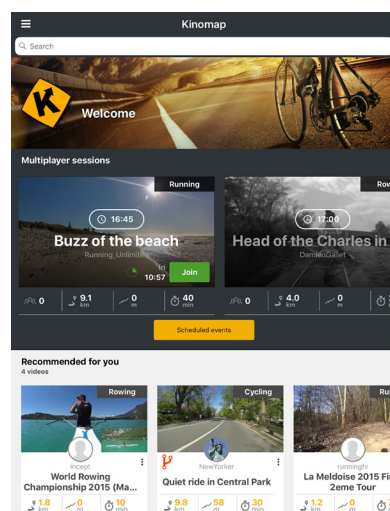 Kinomap
Search
Welcome
Multiplayer sessions
Running
16:45
Buzz of the beach
Running_Unlimited
in
10:57
Join
0
9.1
km
0
m
40
min
17:00
Head of the Charles in
DamienGallet
0
4.0
km
0
m
Scheduled events
Recommended for you
4 videos
Rowing
incept
World Rowing
Championship 2015 (Ma...
1.8
km
0
m
10
min
Cycling
NewYorker
Quiet ride in Central Park
9.8
km
58
m
30
min
runningtv
La Meldoise 2015
2eme Tour
1.2
km
0
m